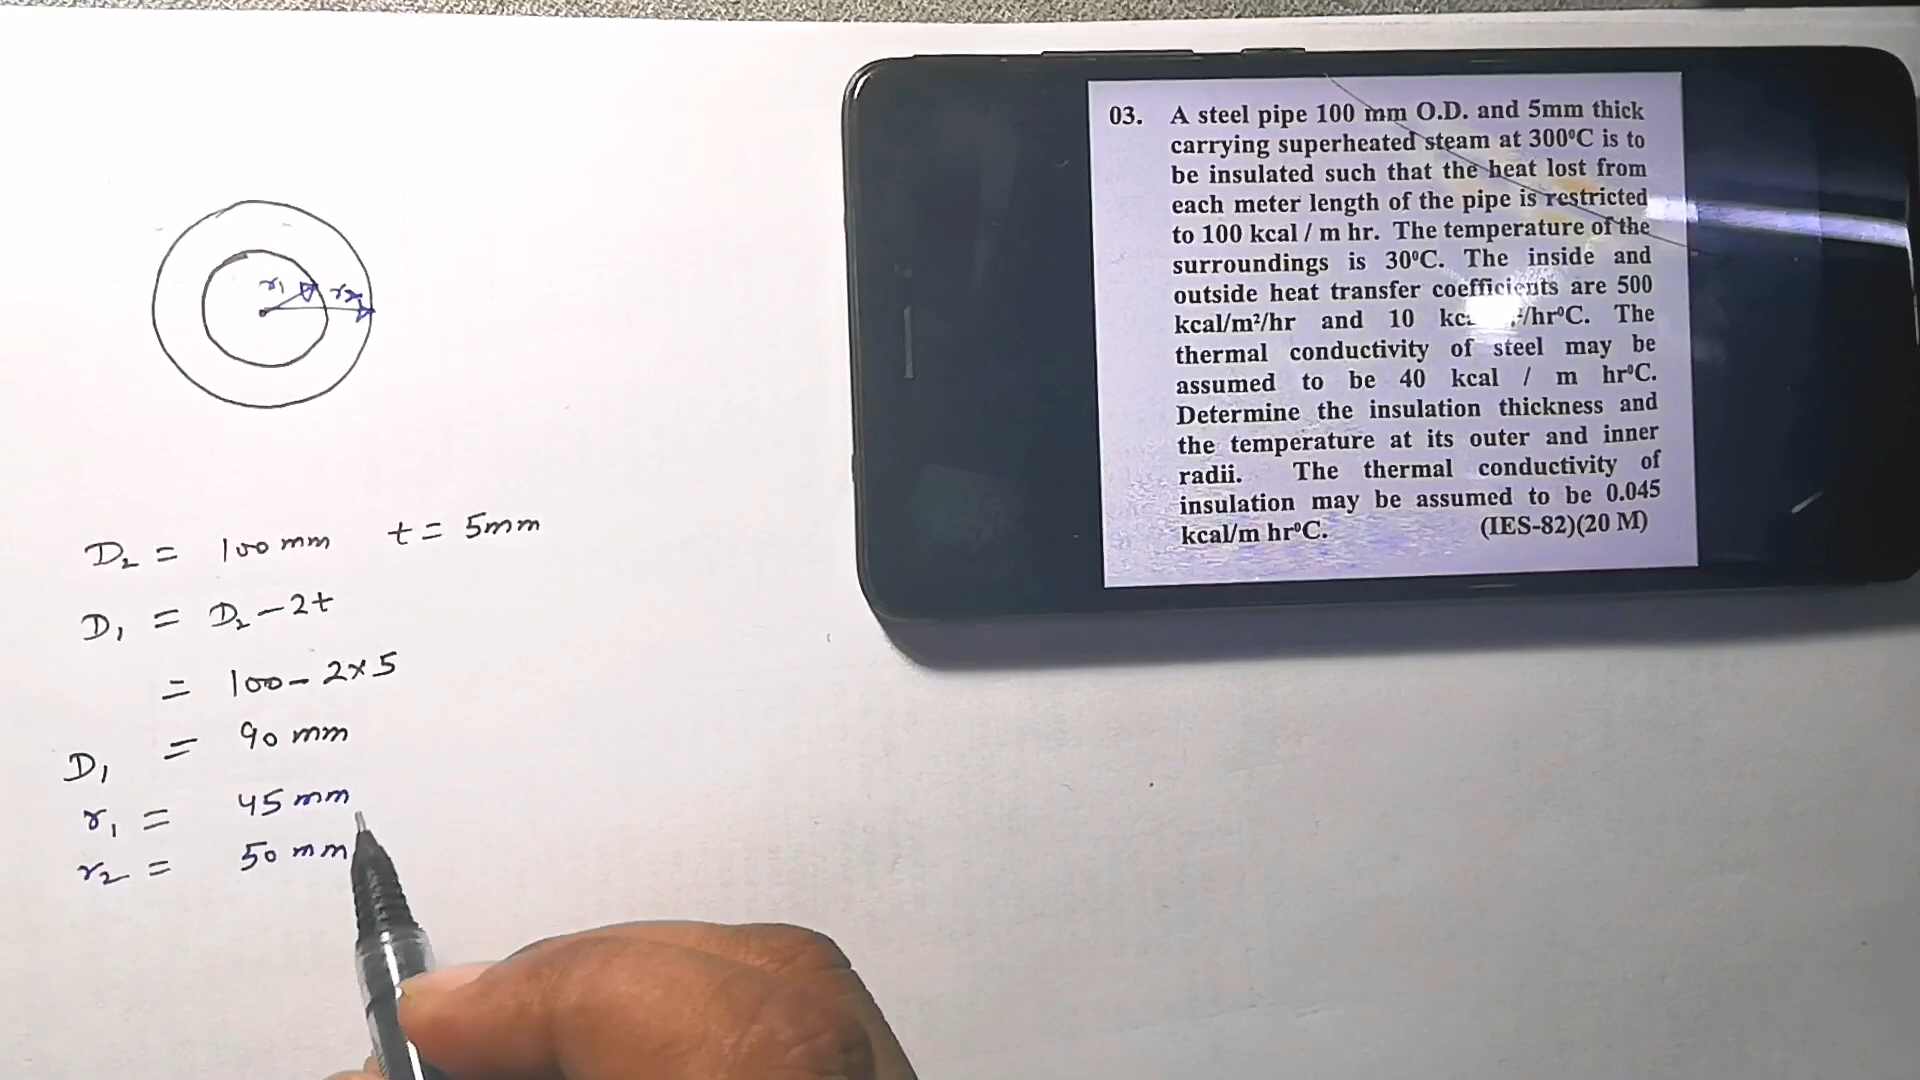 r₁ r₂
D₂ = 100 mm t = 5mm
D₁ = D₂ - 2t
= 100 - 2×5
D₁ = 90 mm
r₁ = 45 mm
r₂ = 50 mm
03. A steel pipe 100 mm O.D. and 5mm thick
carrying superheated steam at 300⁰C is to
be insulated such that the heat lost from
each meter length of the pipe is restricted
to 100 kcal / m hr. The temperature of the
surroundings is 30⁰C. The inside and
outside heat transfer coefficients are 500
kcal/m²/hr and 10 /hr⁰C. The
thermal conductivity of steel may be
assumed to be 40 kcal / m hr⁰C.
Determine the insulation thickness and
the temperature at its outer and inner
radii. The thermal conductivity of
insulation may be assumed to be 0.045
kcal/m hr⁰C. (IES-82)(20 M)